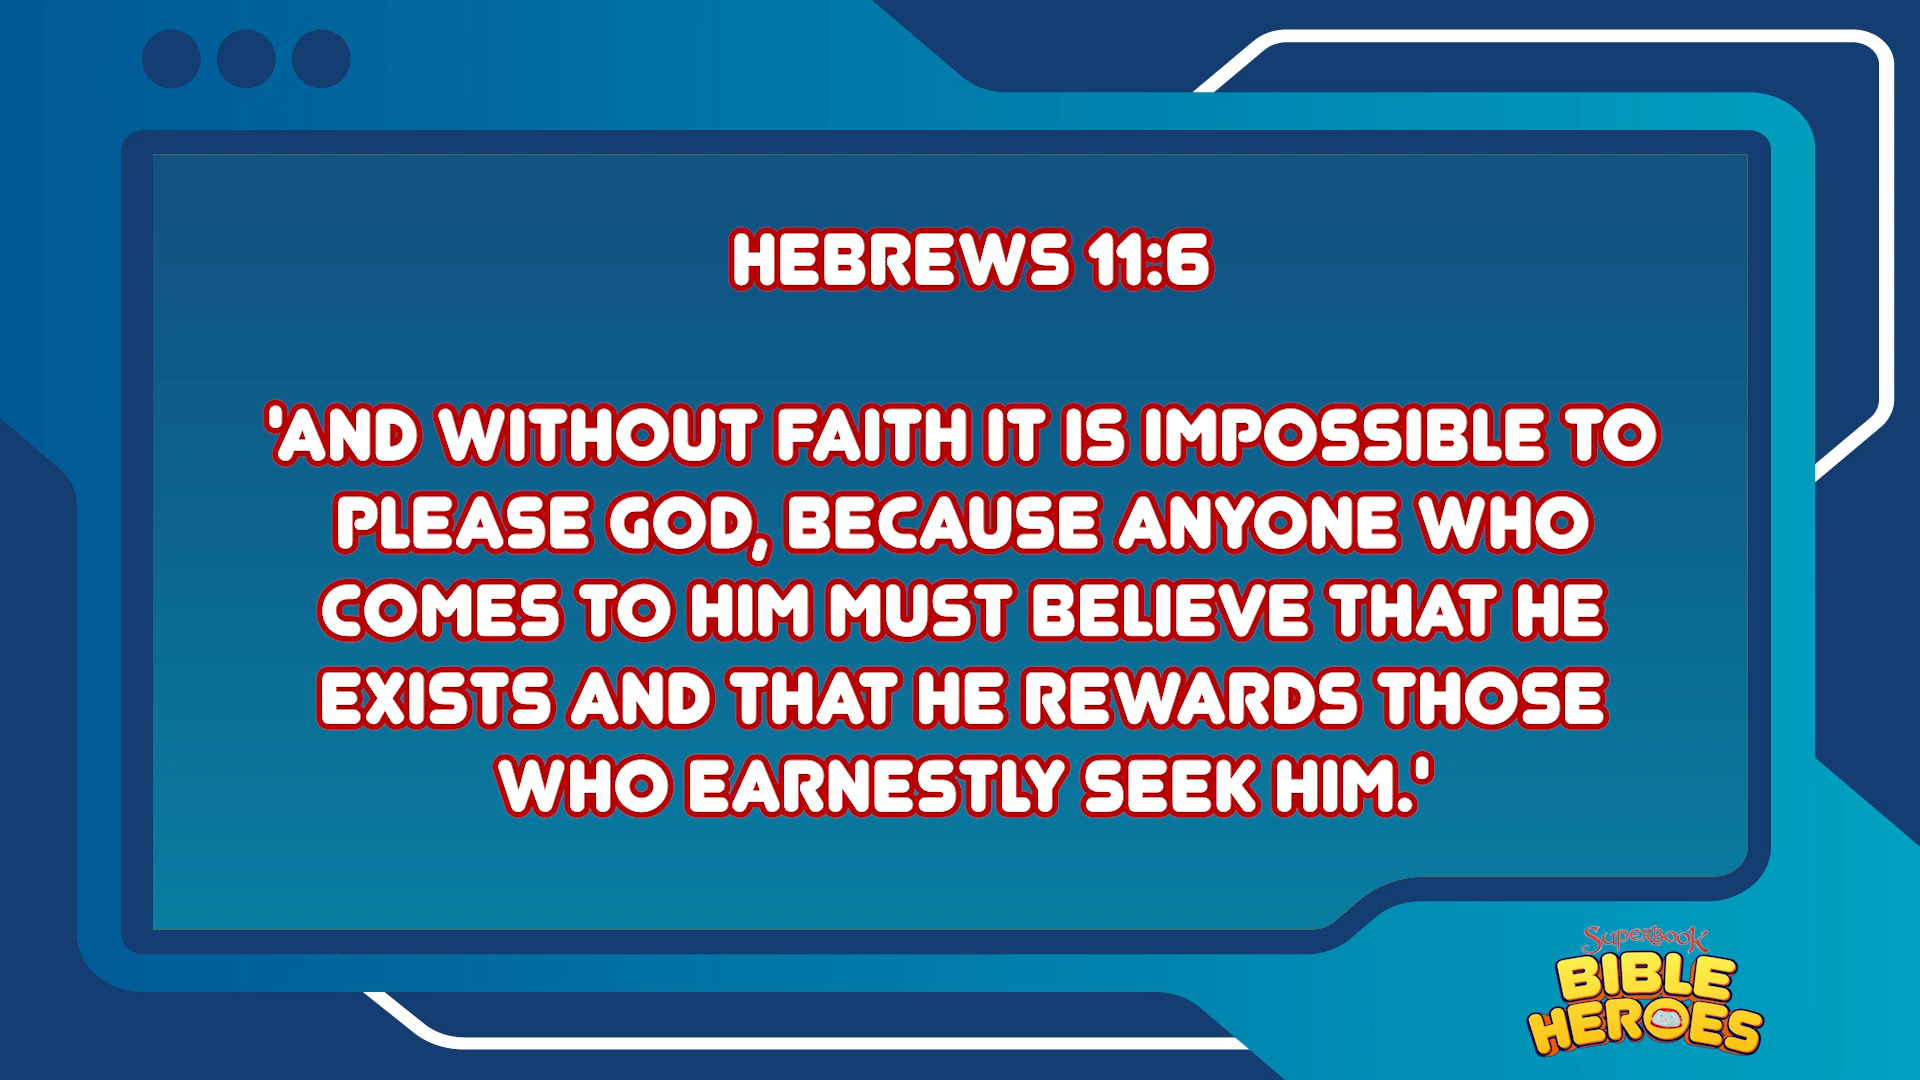 HEBREWS 11:6
'AND WITHOUT FAITH IT IS IMPOSSIBLE TO
PLEASE GOD, BECAUSE ANYONE WHO
COMES TO HIM MUST BELIEVE THAT HE
EXISTS AND THAT HE REWARDS THOSE
WHO EARNESTLY SEEK HIM.'
SUPERBOOK
BIBLE
HEROES